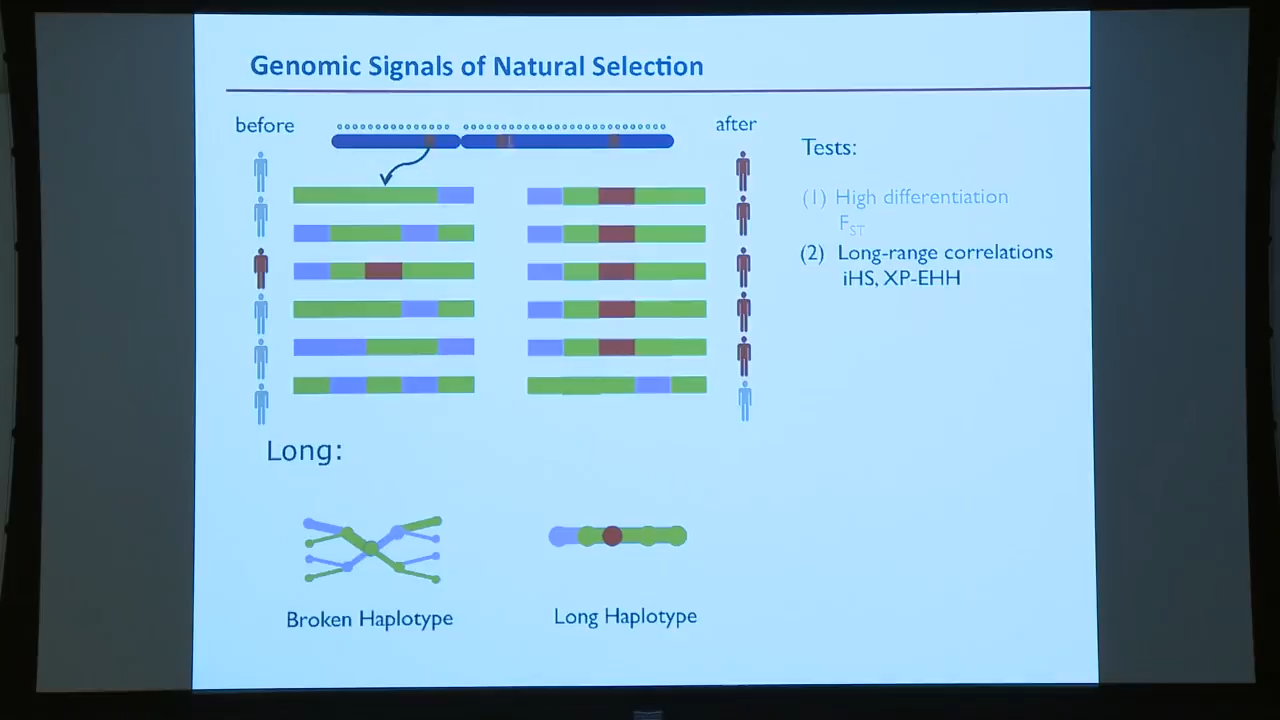 Genomic Signals of Natural Selection
before
after
Tests:
(1) High differentiation
FST
(2) Long-range correlations
iHS, XP-EHH
Long:
Broken Haplotype
Long Haplotype